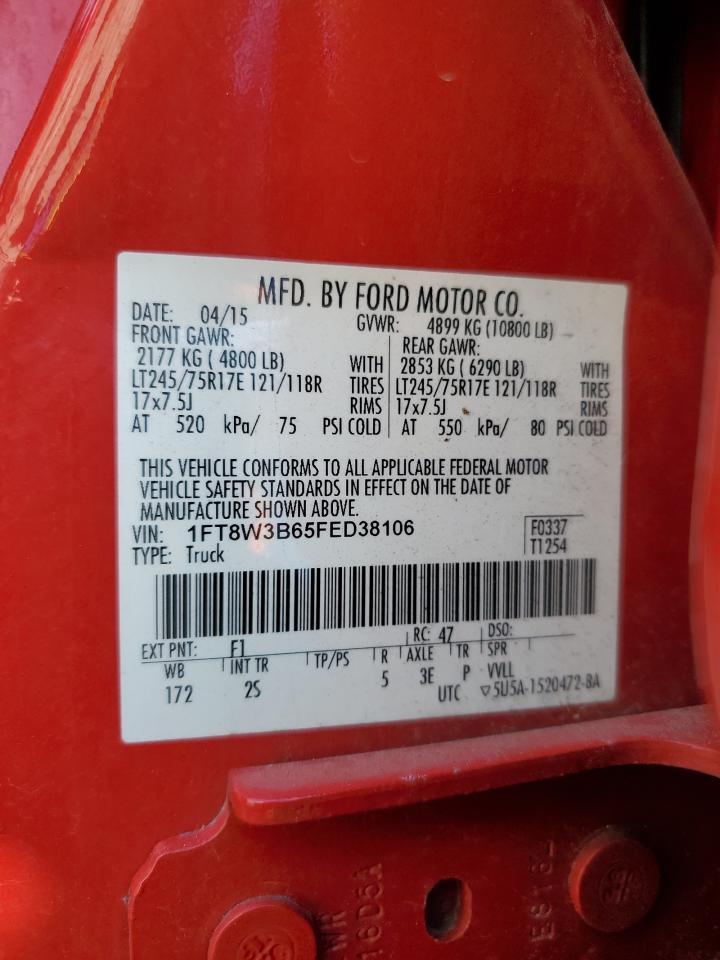 MFD. BY FORD MOTOR CO.
DATE: 04/15 GVWR: 4899 KG (10800 LB)
FRONT GAWR: REAR GAWR:
2177 KG ( 4800 LB) WITH 2853 KG ( 6290 LB) WITH
LT245/75R17E 121/118R TIRES LT245/75R17E 121/118R TIRES
17x7.5J RIMS 17x7.5J RIMS
AT 520 kPa/ 75 PSI COLD AT 550 kPa/ 80 PSI COLD
THIS VEHICLE CONFORMS TO ALL APPLICABLE FEDERAL MOTOR
VEHICLE SAFETY STANDARDS IN EFFECT ON THE DATE OF
MANUFACTURE SHOWN ABOVE.
VIN: 1FT8W3B65FED38106 F0337
TYPE: Truck T1254
EXT PNT: F1 RC: 47 DSO:
WB INT TR TP/PS R AXLE TR SPR
172 2S 5 3E P VVLL
UTC ▽5U5A-1520472-BA
16D5A